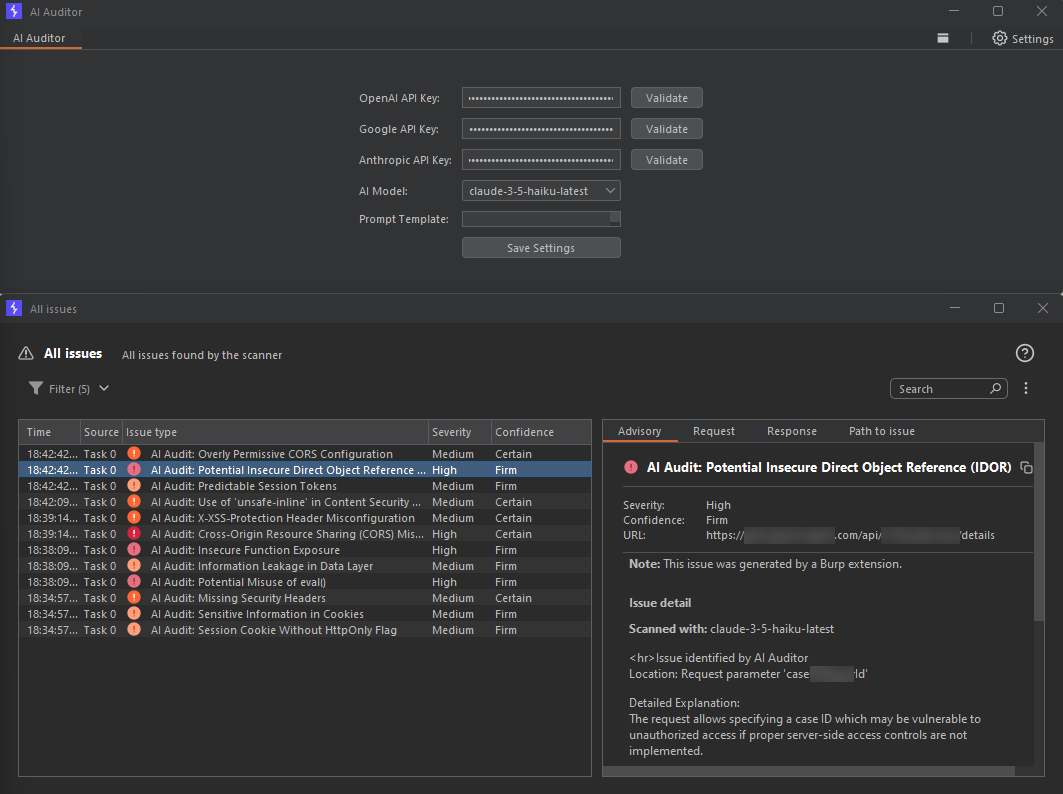 AI Auditor
AI Auditor
Settings
OpenAI API Key:
Validate
Google API Key:
Validate
Anthropic API Key:
Validate
AI Model:
claude-3-5-haiku-latest
Prompt Template:
Save Settings
All issues
All issues All issues found by the scanner
Filter (5)
Search
Time Source Issue type Severity Confidence
18:42:42... Task 0 AI Audit: Overly Permissive CORS Configuration Medium Certain
18:42:42... Task 0 AI Audit: Potential Insecure Direct Object Reference ... High Firm
18:42:42... Task 0 AI Audit: Predictable Session Tokens Medium Firm
18:42:09... Task 0 AI Audit: Use of 'unsafe-inline' in Content Security ... Medium Certain
18:39:14... Task 0 AI Audit: X-XSS-Protection Header Misconfiguration Medium Certain
18:39:14... Task 0 AI Audit: Cross-Origin Resource Sharing (CORS) Mis... High Certain
18:38:09... Task 0 AI Audit: Insecure Function Exposure High Firm
18:38:09... Task 0 AI Audit: Information Leakage in Data Layer Medium Firm
18:38:09... Task 0 AI Audit: Potential Misuse of eval() High Firm
18:34:57... Task 0 AI Audit: Missing Security Headers Medium Certain
18:34:57... Task 0 AI Audit: Sensitive Information in Cookies Medium Firm
18:34:57... Task 0 AI Audit: Session Cookie Without HttpOnly Flag Medium Firm
Advisory Request Response Path to issue
AI Audit: Potential Insecure Direct Object Reference (IDOR)
Severity: High
Confidence: Firm
URL: https:// .com/api/ /details
Note: This issue was generated by a Burp extension.
Issue detail
Scanned with: claude-3-5-haiku-latest
<hr>Issue identified by AI Auditor
Location: Request parameter 'case Id'
Detailed Explanation:
The request allows specifying a case ID which may be vulnerable to
unauthorized access if proper server-side access controls are not
implemented.